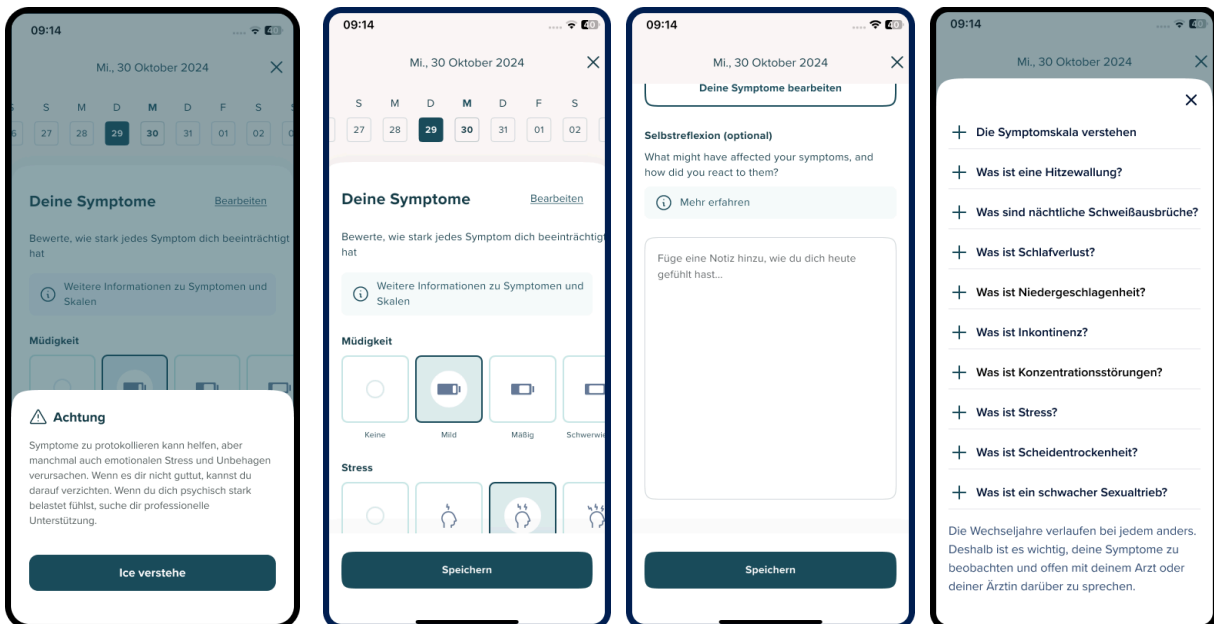 09:14
40
Mi., 30 Oktober 2024
S M D M D F S
27 28 29 30 31 01 02
Deine Symptome
Bearbeiten
Bewerte, wie stark jedes Symptom dich beeinträchtigt
hat
Weitere Informationen zu Symptomen und
Skalen
Müdigkeit
Achtung
Symptome zu protokollieren kann helfen, aber
manchmal auch emotionalen Stress und Unbehagen
verursachen. Wenn es dir nicht guttut, kannst du
darauf verzichten. Wenn du dich psychisch stark
belastet fühlst, suche dir professionelle
Unterstützung.
Ice verstehe
09:14
40
Mi., 30 Oktober 2024
S M D M D F S
27 28 29 30 31 01 02
Deine Symptome
Bearbeiten
Bewerte, wie stark jedes Symptom dich beeinträchtigt
hat
Weitere Informationen zu Symptomen und
Skalen
Müdigkeit
Keine Mild Mäßig Schwerwie
Stress
Speichern
09:14
40
Mi., 30 Oktober 2024
Deine Symptome bearbeiten
Selbstreflexion (optional)
What might have affected your symptoms, and
how did you react to them?
Mehr erfahren
Füge eine Notiz hinzu, wie du dich heute
gefühlt hast...
Speichern
09:14
40
Mi., 30 Oktober 2024
Die Symptomskala verstehen
Was ist eine Hitzewallung?
Was sind nächtliche Schweißausbrüche?
Was ist Schlafverlust?
Was ist Niedergeschlagenheit?
Was ist Inkontinenz?
Was ist Konzentrationsstörungen?
Was ist Stress?
Was ist Scheidentrockenheit?
Was ist ein schwacher Sexualtrieb?
Die Wechseljahre verlaufen bei jedem anders.
Deshalb ist es wichtig, deine Symptome zu
beobachten und offen mit deinem Arzt oder
deiner Ärztin darüber zu sprechen.